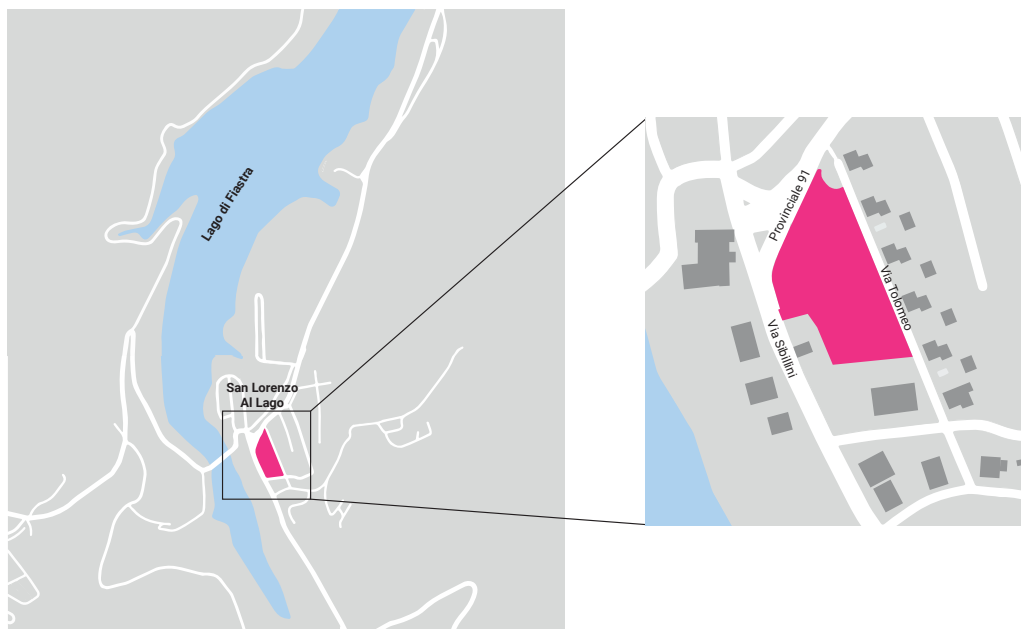 Lago di Fiastra
San Lorenzo
Al Lago
Provinciale 91
Via Tolomeo
Via Sibillini